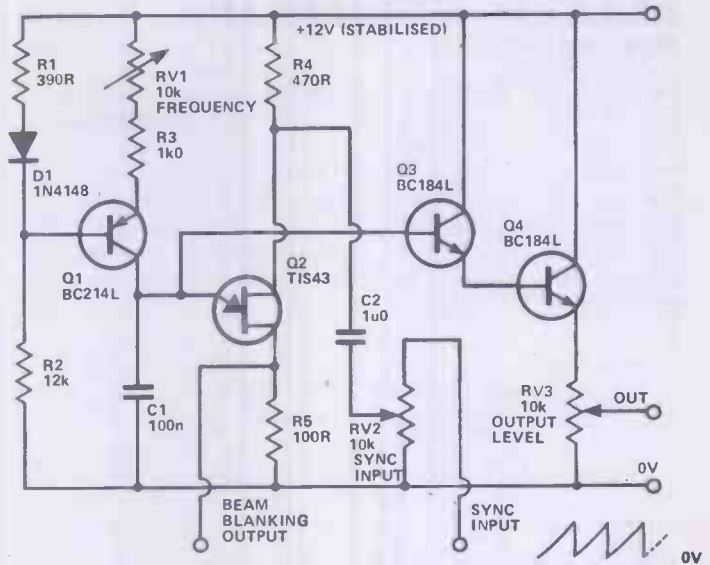 +12V (STABILISED)
R1
390R
RV1
10k
FREQUENCY
R4
470R
R3
1k0
D1
1N4148
Q3
BC184L
Q4
BC184L
Q1
BC214L
Q2
TIS43
C2
1u0
R2
12k
C1
100n
R5
100R
RV2
10k
SYNC
INPUT
RV3
10k
OUTPUT
LEVEL
OUT
0V
BEAM
BLANKING
OUTPUT
SYNC
INPUT
0V